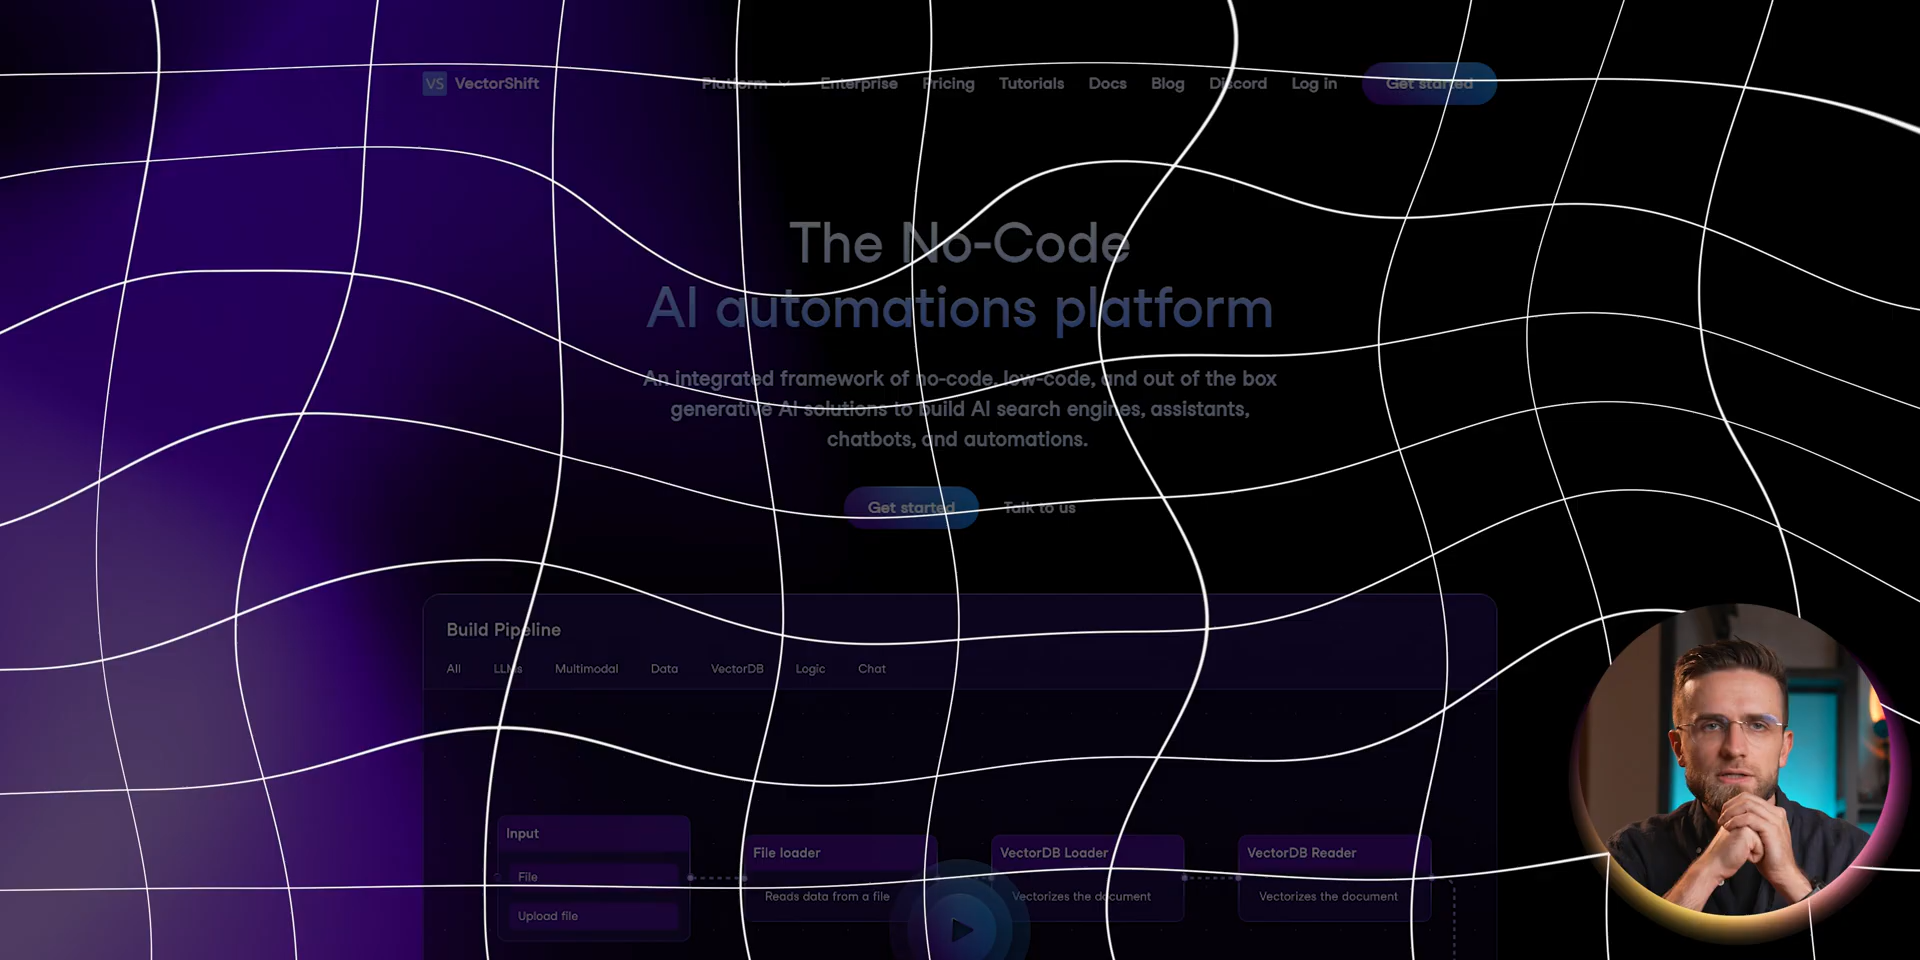 VS VectorShift Platform Enterprise Pricing Tutorials Docs Blog Discord Log in Get started
The No-Code
AI automations platform
An integrated framework of no-code, low-code, and out of the box
generative AI solutions to build AI search engines, assistants,
chatbots, and automations.
Get started Talk to us
Build Pipeline
All LLMs Multimodal Data VectorDB Logic Chat
Input
File
Upload file
File loader
Reads data from a file
VectorDB Loader
Vectorizes the document
VectorDB Reader
Vectorizes the document